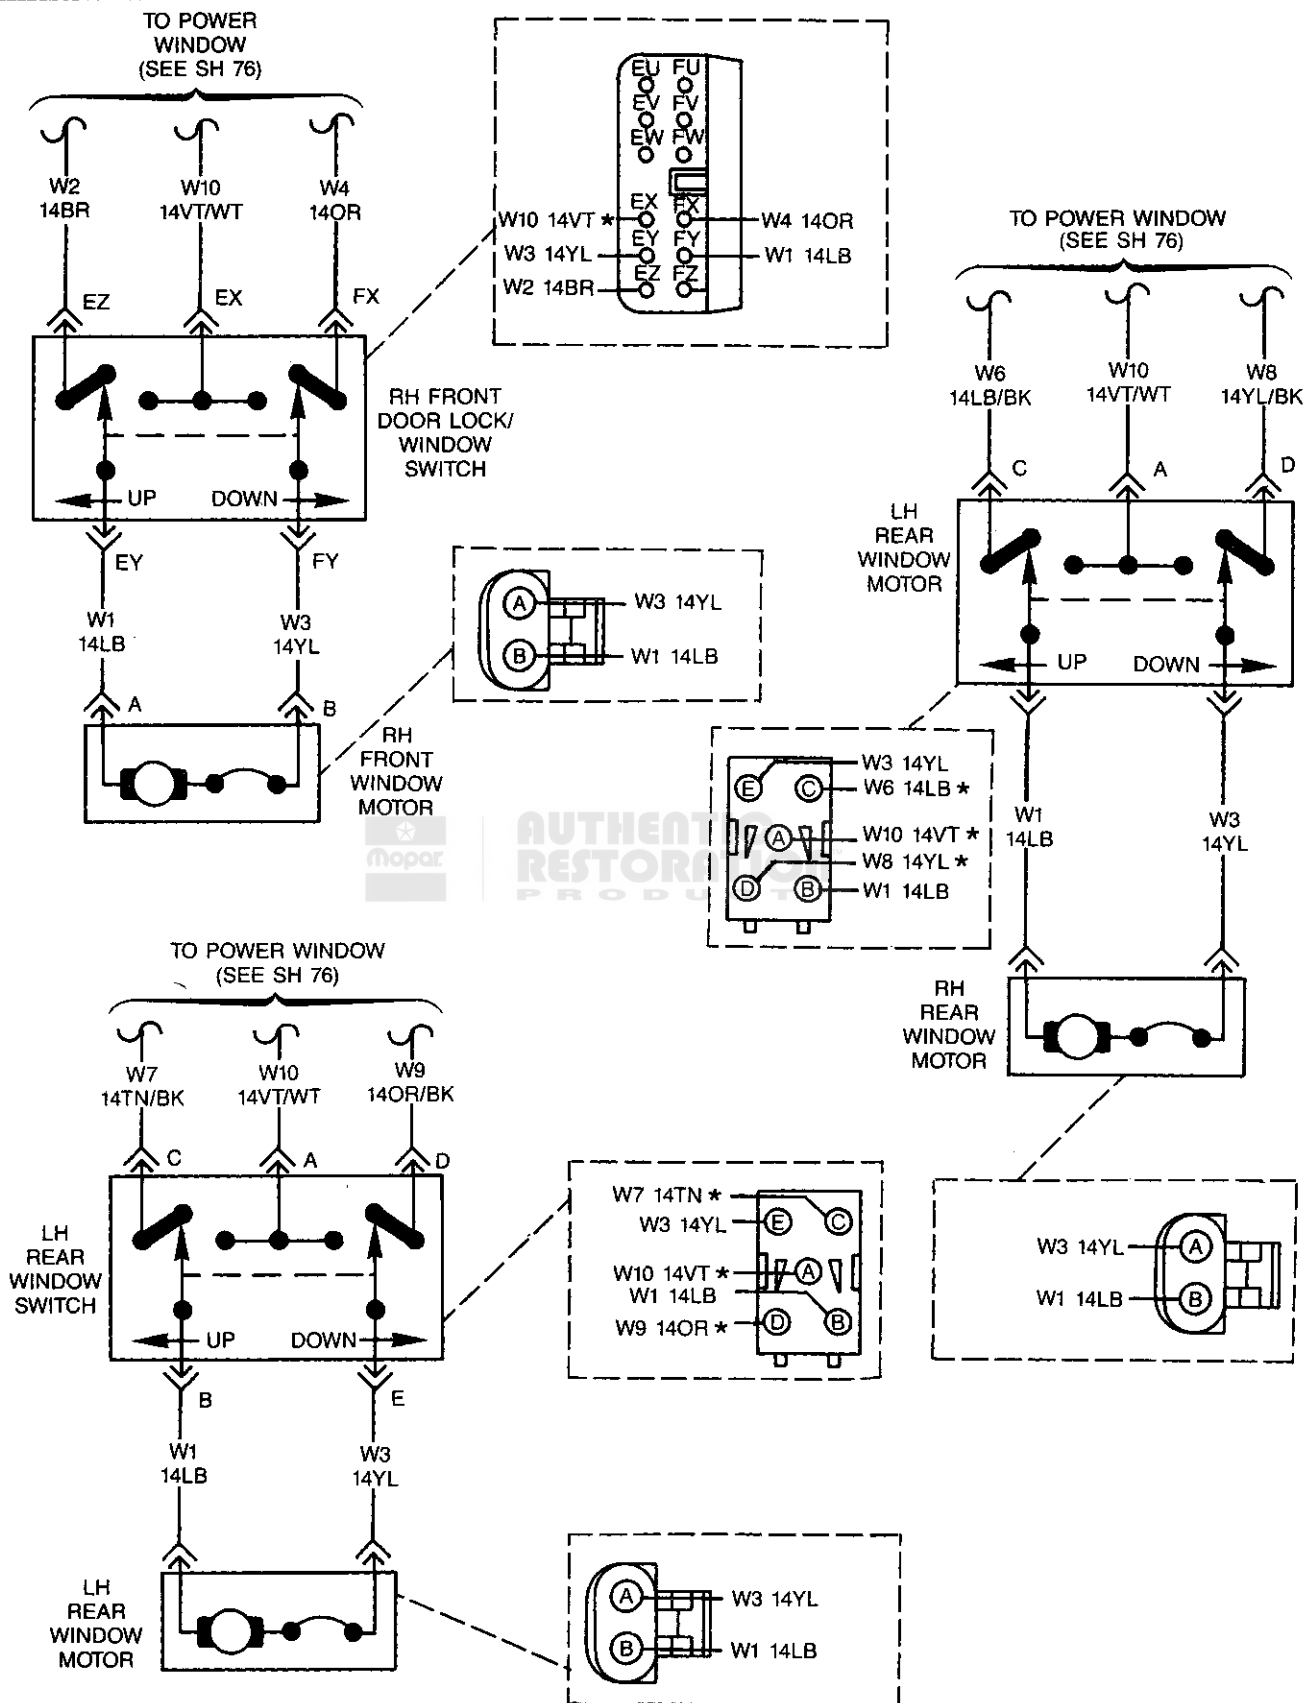 TO POWER
WINDOW
(SEE SH 76)
W2
14BR
W10
14VT/WT
W4
14OR
EZ
EX
FX
RH FRONT
DOOR LOCK/
WINDOW
SWITCH
UP
DOWN
EY
FY
W1
14LB
W3
14YL
A
B
RH
FRONT
WINDOW
MOTOR
EU FU
EV FV
EW FW
EX FX
W10 14VT *
W4 14OR
EY FY
W3 14YL
W1 14LB
EZ FZ
W2 14BR
A
W3 14YL
B
W1 14LB
TO POWER WINDOW
(SEE SH 76)
W6
14LB/BK
W10
14VT/WT
W8
14YL/BK
C
A
D
LH
REAR
WINDOW
MOTOR
UP
DOWN
W3 14YL
E C
W6 14LB *
A
W10 14VT *
W8 14YL *
D B
W1 14LB
W1
14LB
W3
14YL
RH
REAR
WINDOW
MOTOR
W3 14YL
A
W1 14LB
B
Mopar
AUTHENTIC
RESTORATION
PRODUCT
TO POWER WINDOW
(SEE SH 76)
W7
14TN/BK
W10
14VT/WT
W9
14OR/BK
C
A
D
LH
REAR
WINDOW
SWITCH
UP
DOWN
B
E
W1
14LB
W3
14YL
LH
REAR
WINDOW
MOTOR
W7 14TN *
W3 14YL
E C
W10 14VT *
A
W1 14LB
W9 14OR *
D B
A
W3 14YL
B
W1 14LB